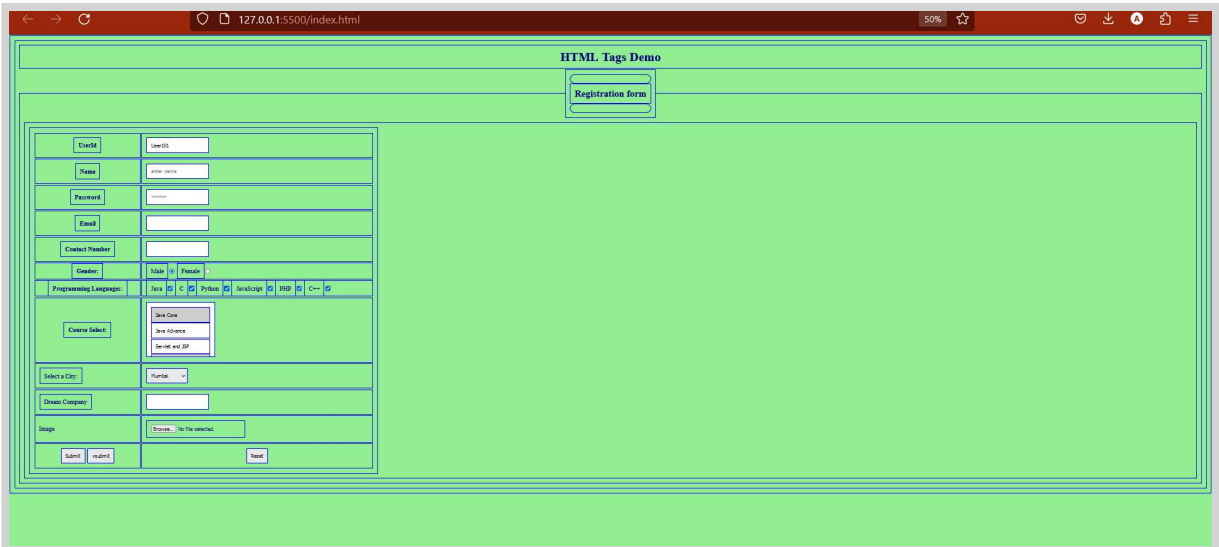 127.0.0.1:5500/index.html 50% A
HTML Tags Demo
Registration form
UserId User101
Name enter name
Password ******
Email
Contact Number
Gender: Male Female
Programming Languages: Java C Python JavaScript PHP C++
Course Select: Java Core
Java Advance
Servlet and JSP
Select a City: Mumbai
Dream Company
Image Browse... No file selected.
Submit vsubmit Reset